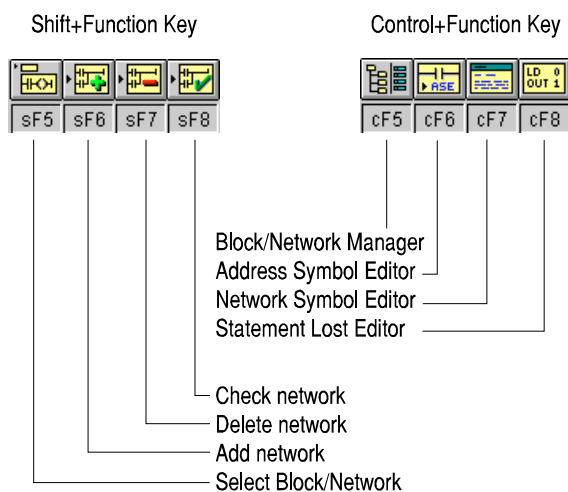 Shift+Function Key Control+Function Key
ASE LD 0
OUT 1
sF5 sF6 sF7 sF8 cF5 cF6 cF7 cF8
Block/Network Manager
Address Symbol Editor
Network Symbol Editor
Statement Lost Editor
Check network
Delete network
Add network
Select Block/Network